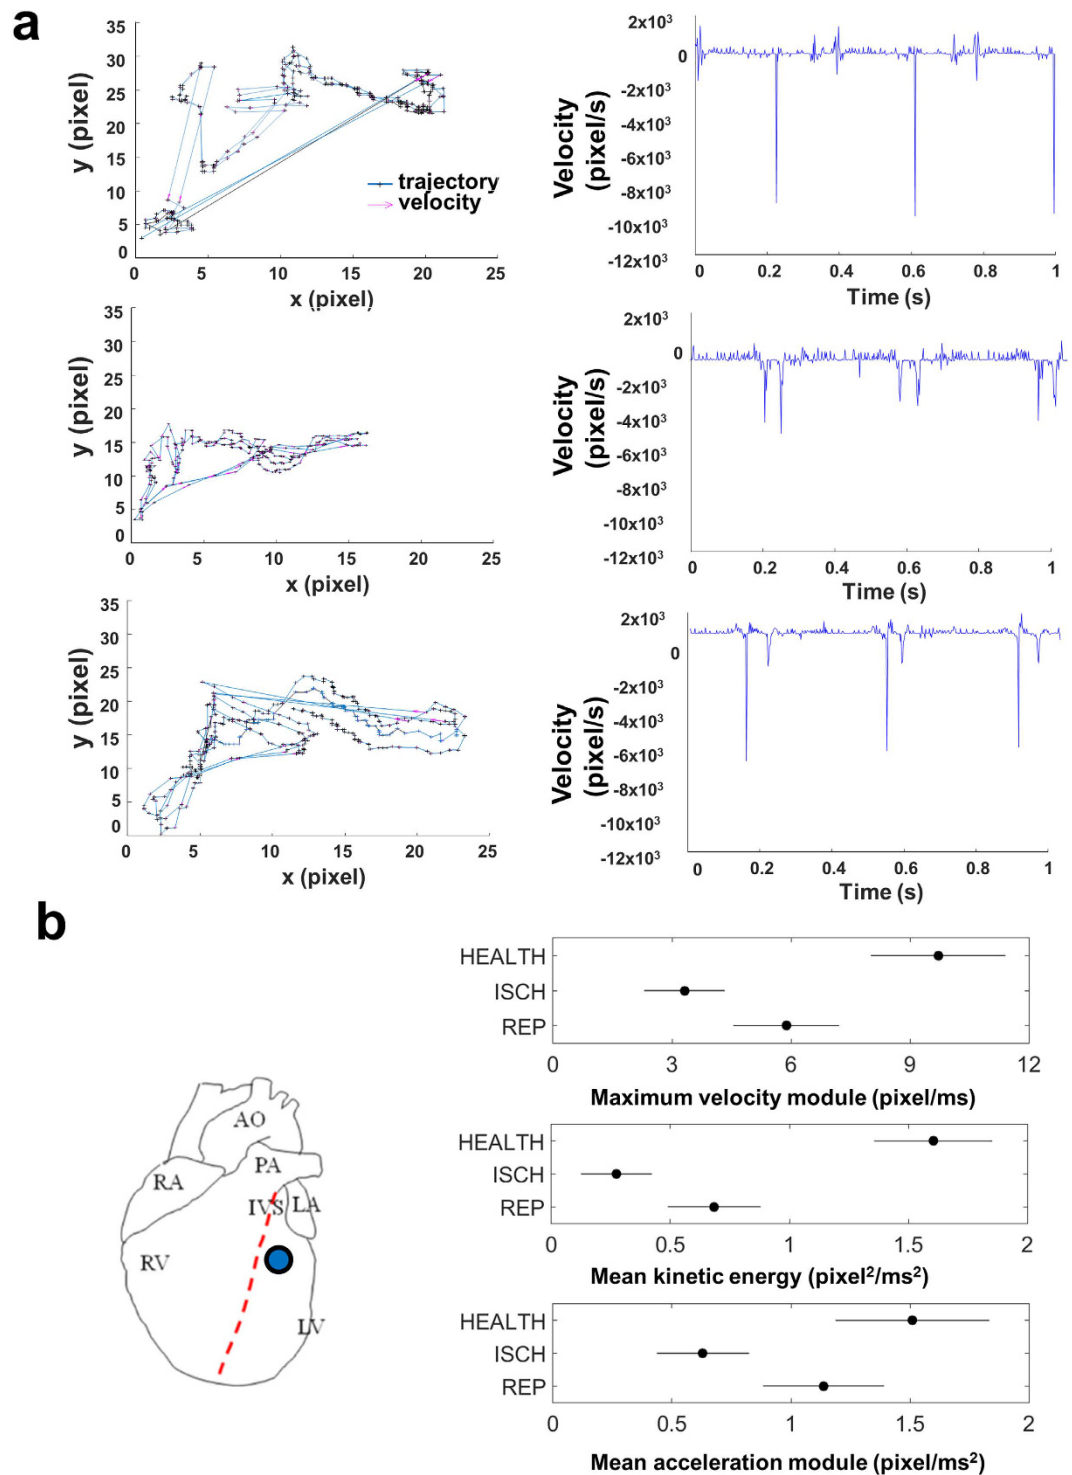 a
35
30
25
20
15
10
5
0
y (pixel)
trajectory
velocity
0 5 10 15 20 25
x (pixel)
2x10³
0
-2x10³
-4x10³
-6x10³
-8x10³
-10x10³
-12x10³
Velocity
(pixel/s)
0 0.2 0.4 0.6 0.8 1
Time (s)
35
30
25
20
15
10
5
0
y (pixel)
0 5 10 15 20 25
x (pixel)
2x10³
0
-2x10³
-4x10³
-6x10³
-8x10³
-10x10³
-12x10³
Velocity
(pixel/s)
0 0.2 0.4 0.6 0.8 1
Time (s)
35
30
25
20
15
10
5
0
y (pixel)
0 5 10 15 20 25
x (pixel)
2x10³
0
-2x10³
-4x10³
-6x10³
-8x10³
-10x10³
-12x10³
Velocity
(pixel/s)
0 0.2 0.4 0.6 0.8 1
Time (s)
b
AO
PA
RA
IVS LA
RV
LV
HEALTH
ISCH
REP
0 3 6 9 12
Maximum velocity module (pixel/ms)
HEALTH
ISCH
REP
0 0.5 1 1.5 2
Mean kinetic energy (pixel²/ms²)
HEALTH
ISCH
REP
0 0.5 1 1.5 2
Mean acceleration module (pixel/ms²)